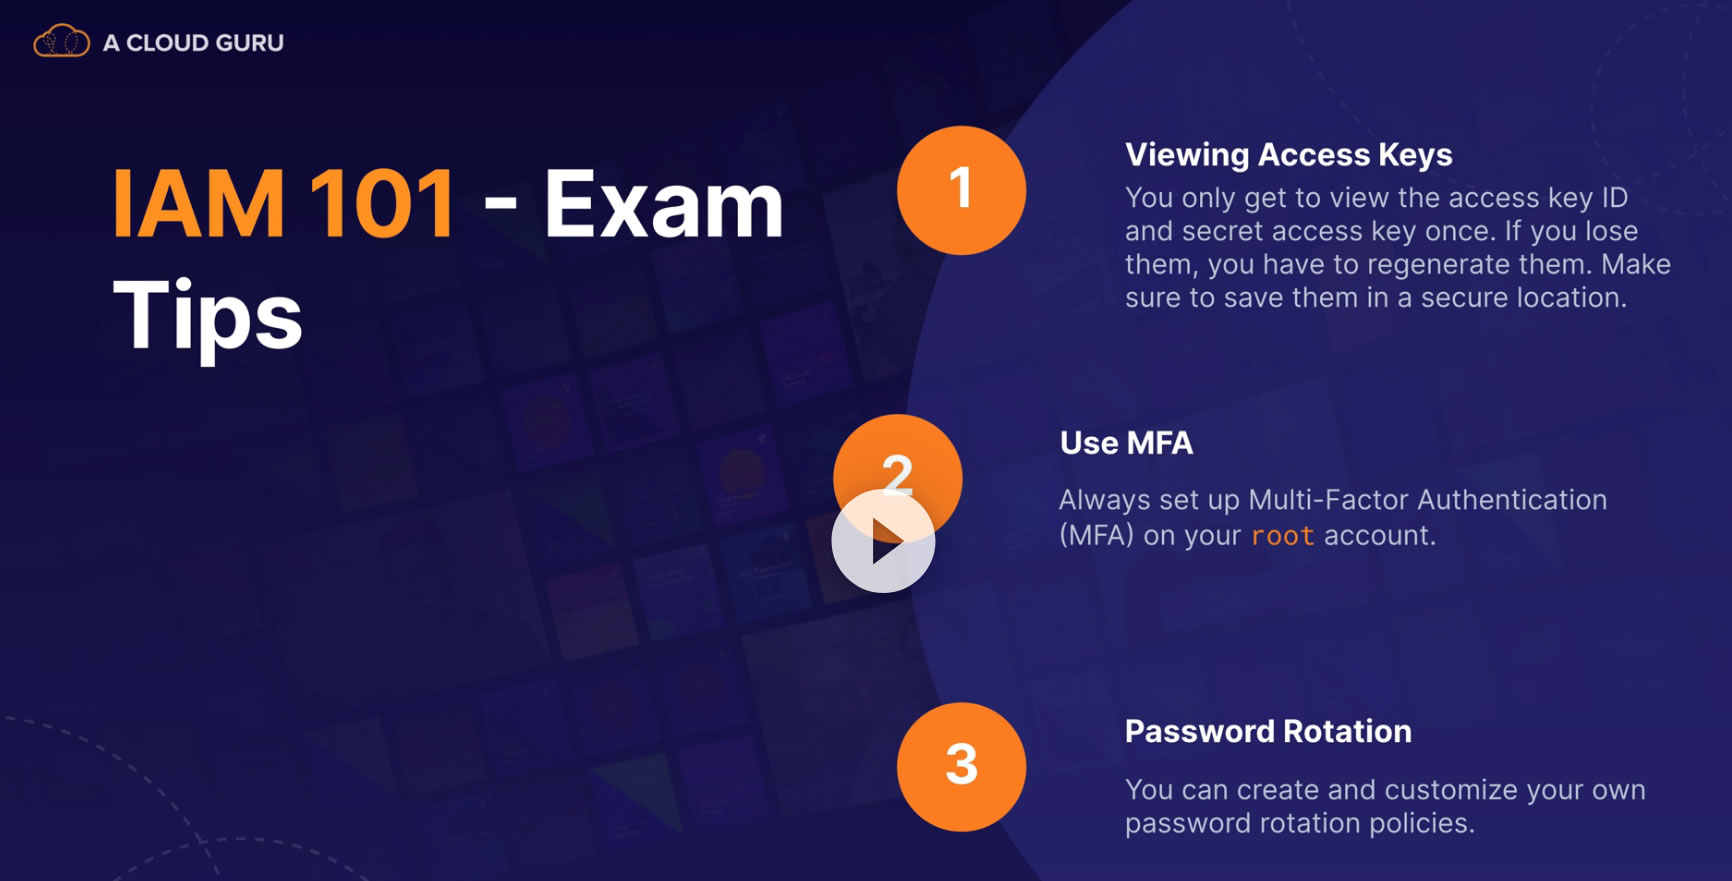 A CLOUD GURU
IAM 101 - Exam
Tips
1
Viewing Access Keys
You only get to view the access key ID
and secret access key once. If you lose
them, you have to regenerate them. Make
sure to save them in a secure location.
2
Use MFA
Always set up Multi-Factor Authentication
(MFA) on your root account.
3
Password Rotation
You can create and customize your own
password rotation policies.